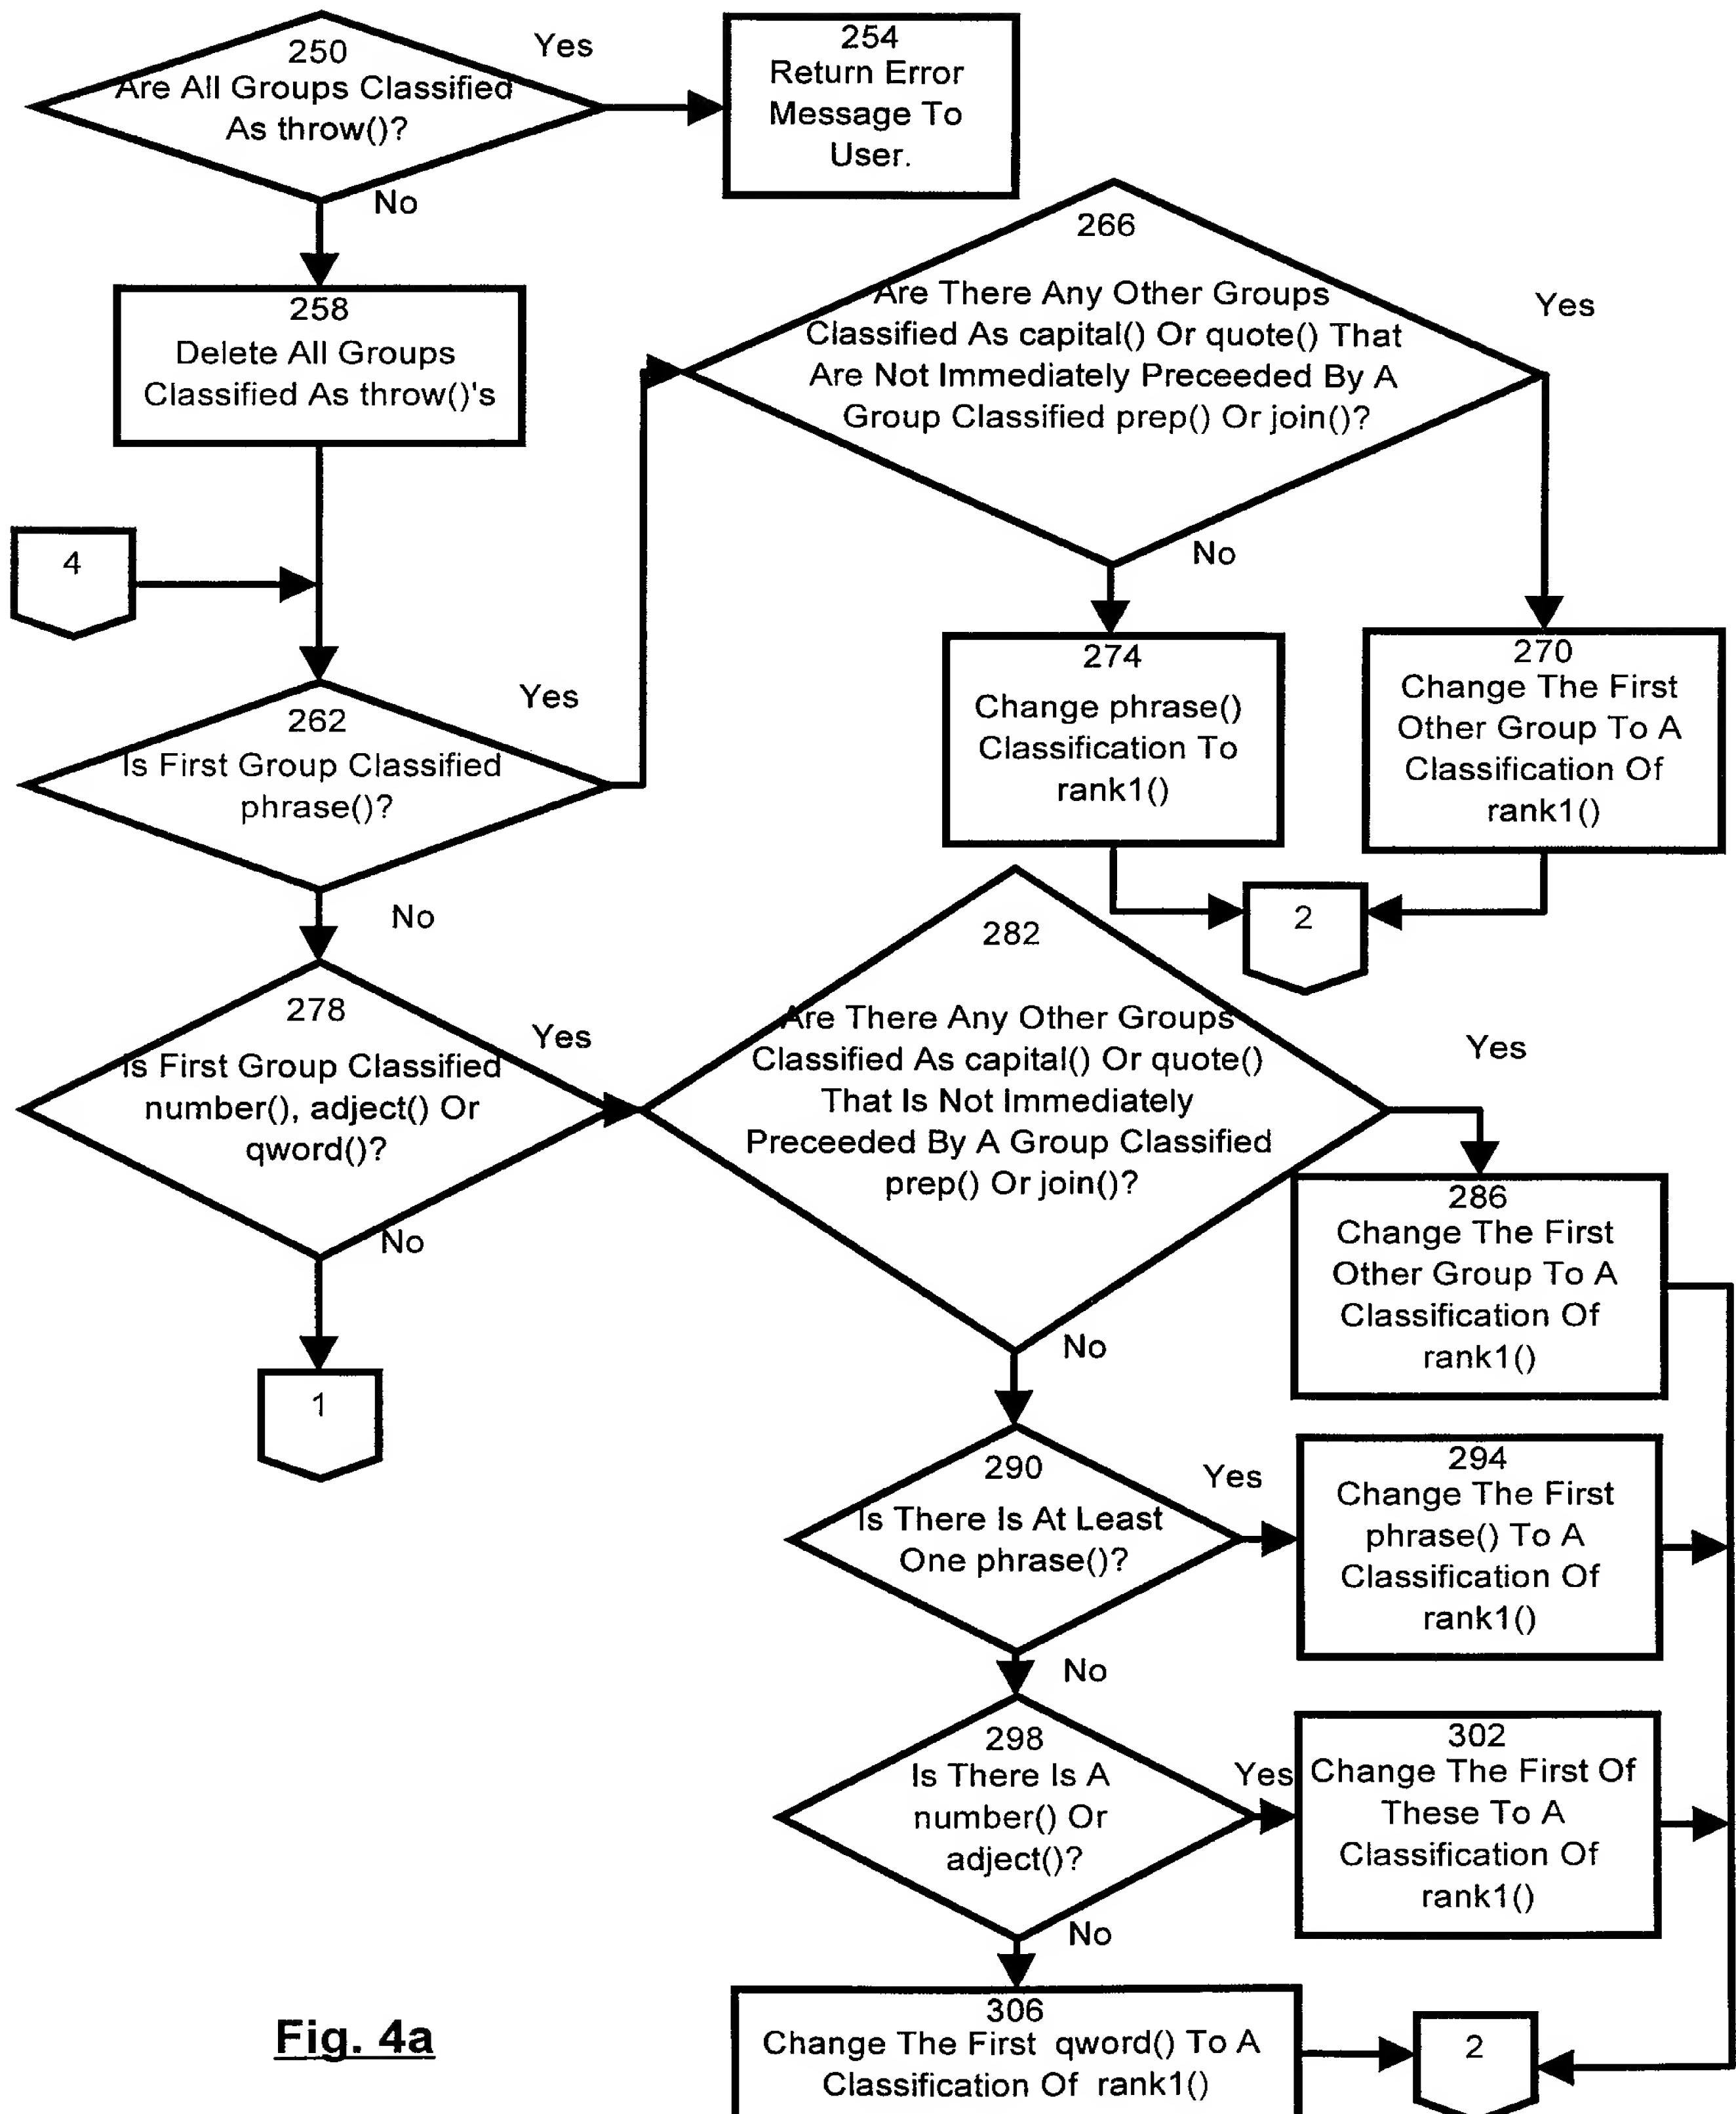 250
Are All Groups Classified
As throw()?
Yes
No
254
Return Error
Message To
User.
258
Delete All Groups
Classified As throw()'s
4
262
Is First Group Classified
phrase()?
Yes
No
266
Are There Any Other Groups
Classified As capital() Or quote() That
Are Not Immediately Preceeded By A
Group Classified prep() Or join()?
Yes
No
274
Change phrase()
Classification To
rank1()
270
Change The First
Other Group To A
Classification Of
rank1()
2
278
Is First Group Classified
number(), adject() Or
qword()?
Yes
No
1
282
Are There Any Other Groups
Classified As capital() Or quote()
That Is Not Immediately
Preceeded By A Group Classified
prep() Or join()?
Yes
No
286
Change The First
Other Group To A
Classification Of
rank1()
290
Is There Is At Least
One phrase()?
Yes
No
294
Change The First
phrase() To A
Classification Of
rank1()
298
Is There Is A
number() Or
adject()?
Yes
No
302
Change The First Of
These To A
Classification Of
rank1()
306
Change The First qword() To A
Classification Of rank1()
2
Fig. 4a